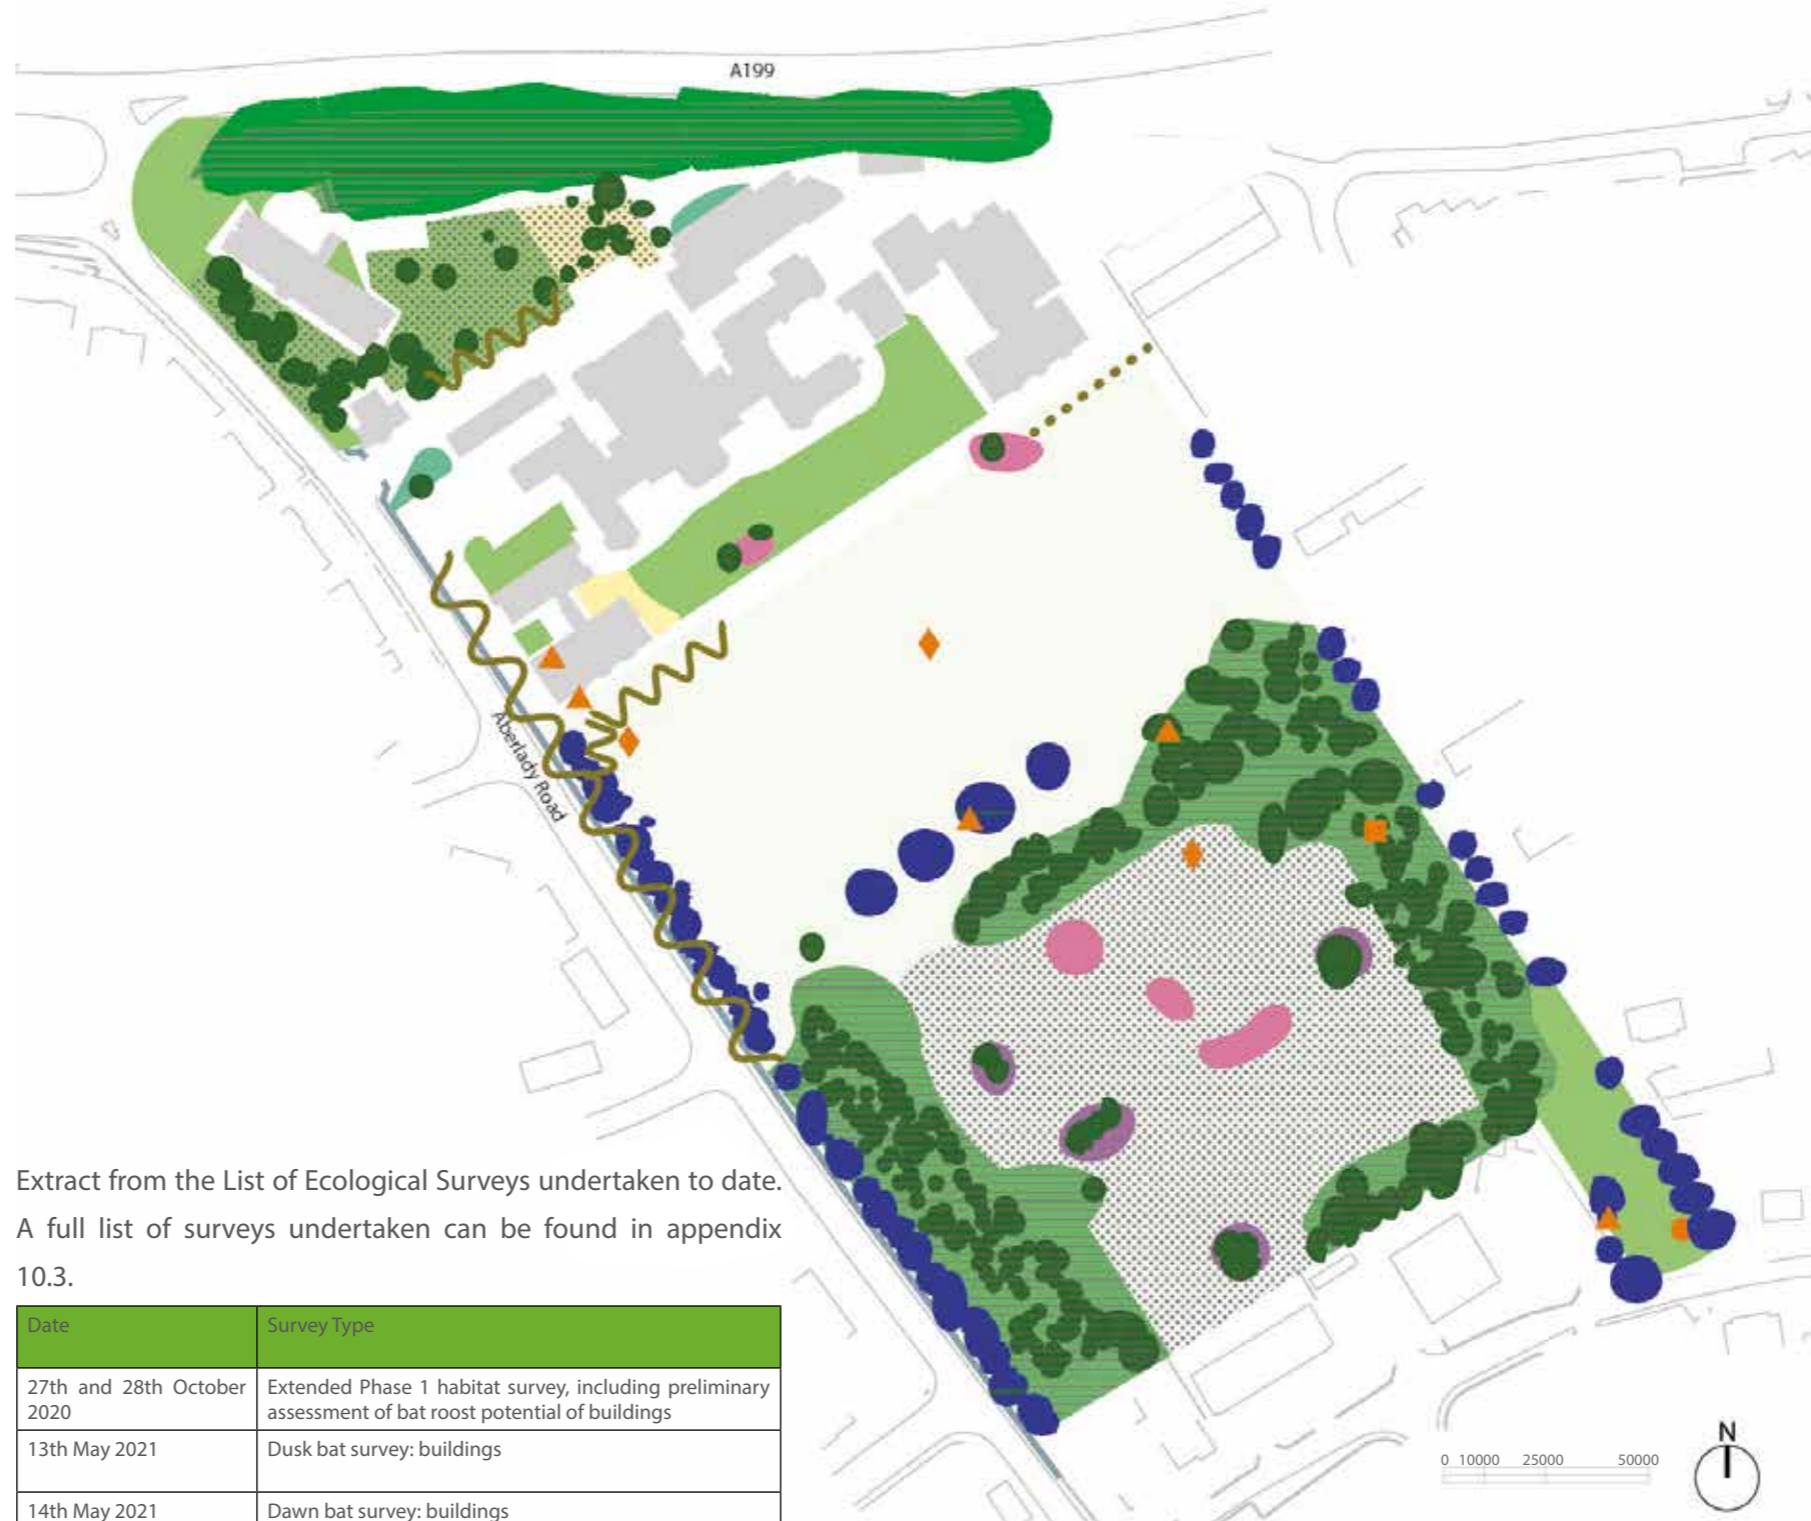 A199
Aberlady Road
Extract from the List of Ecological Surveys undertaken to date.
A full list of surveys undertaken can be found in appendix
10.3.
Date
Survey Type
27th and 28th October
2020
Extended Phase 1 habitat survey, including preliminary
assessment of bat roost potential of buildings
13th May 2021
Dusk bat survey: buildings
14th May 2021
Dawn bat survey: buildings
N
0 10000 25000 50000